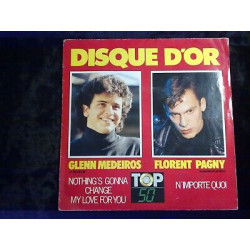 DISQUE D'OR
GLENN MEDEIROS FLORENT PAGNY
NOTHING'S GONNA
CHANGE
MY LOVE FOR YOU
TOP
50
N'IMPORTE QUOI